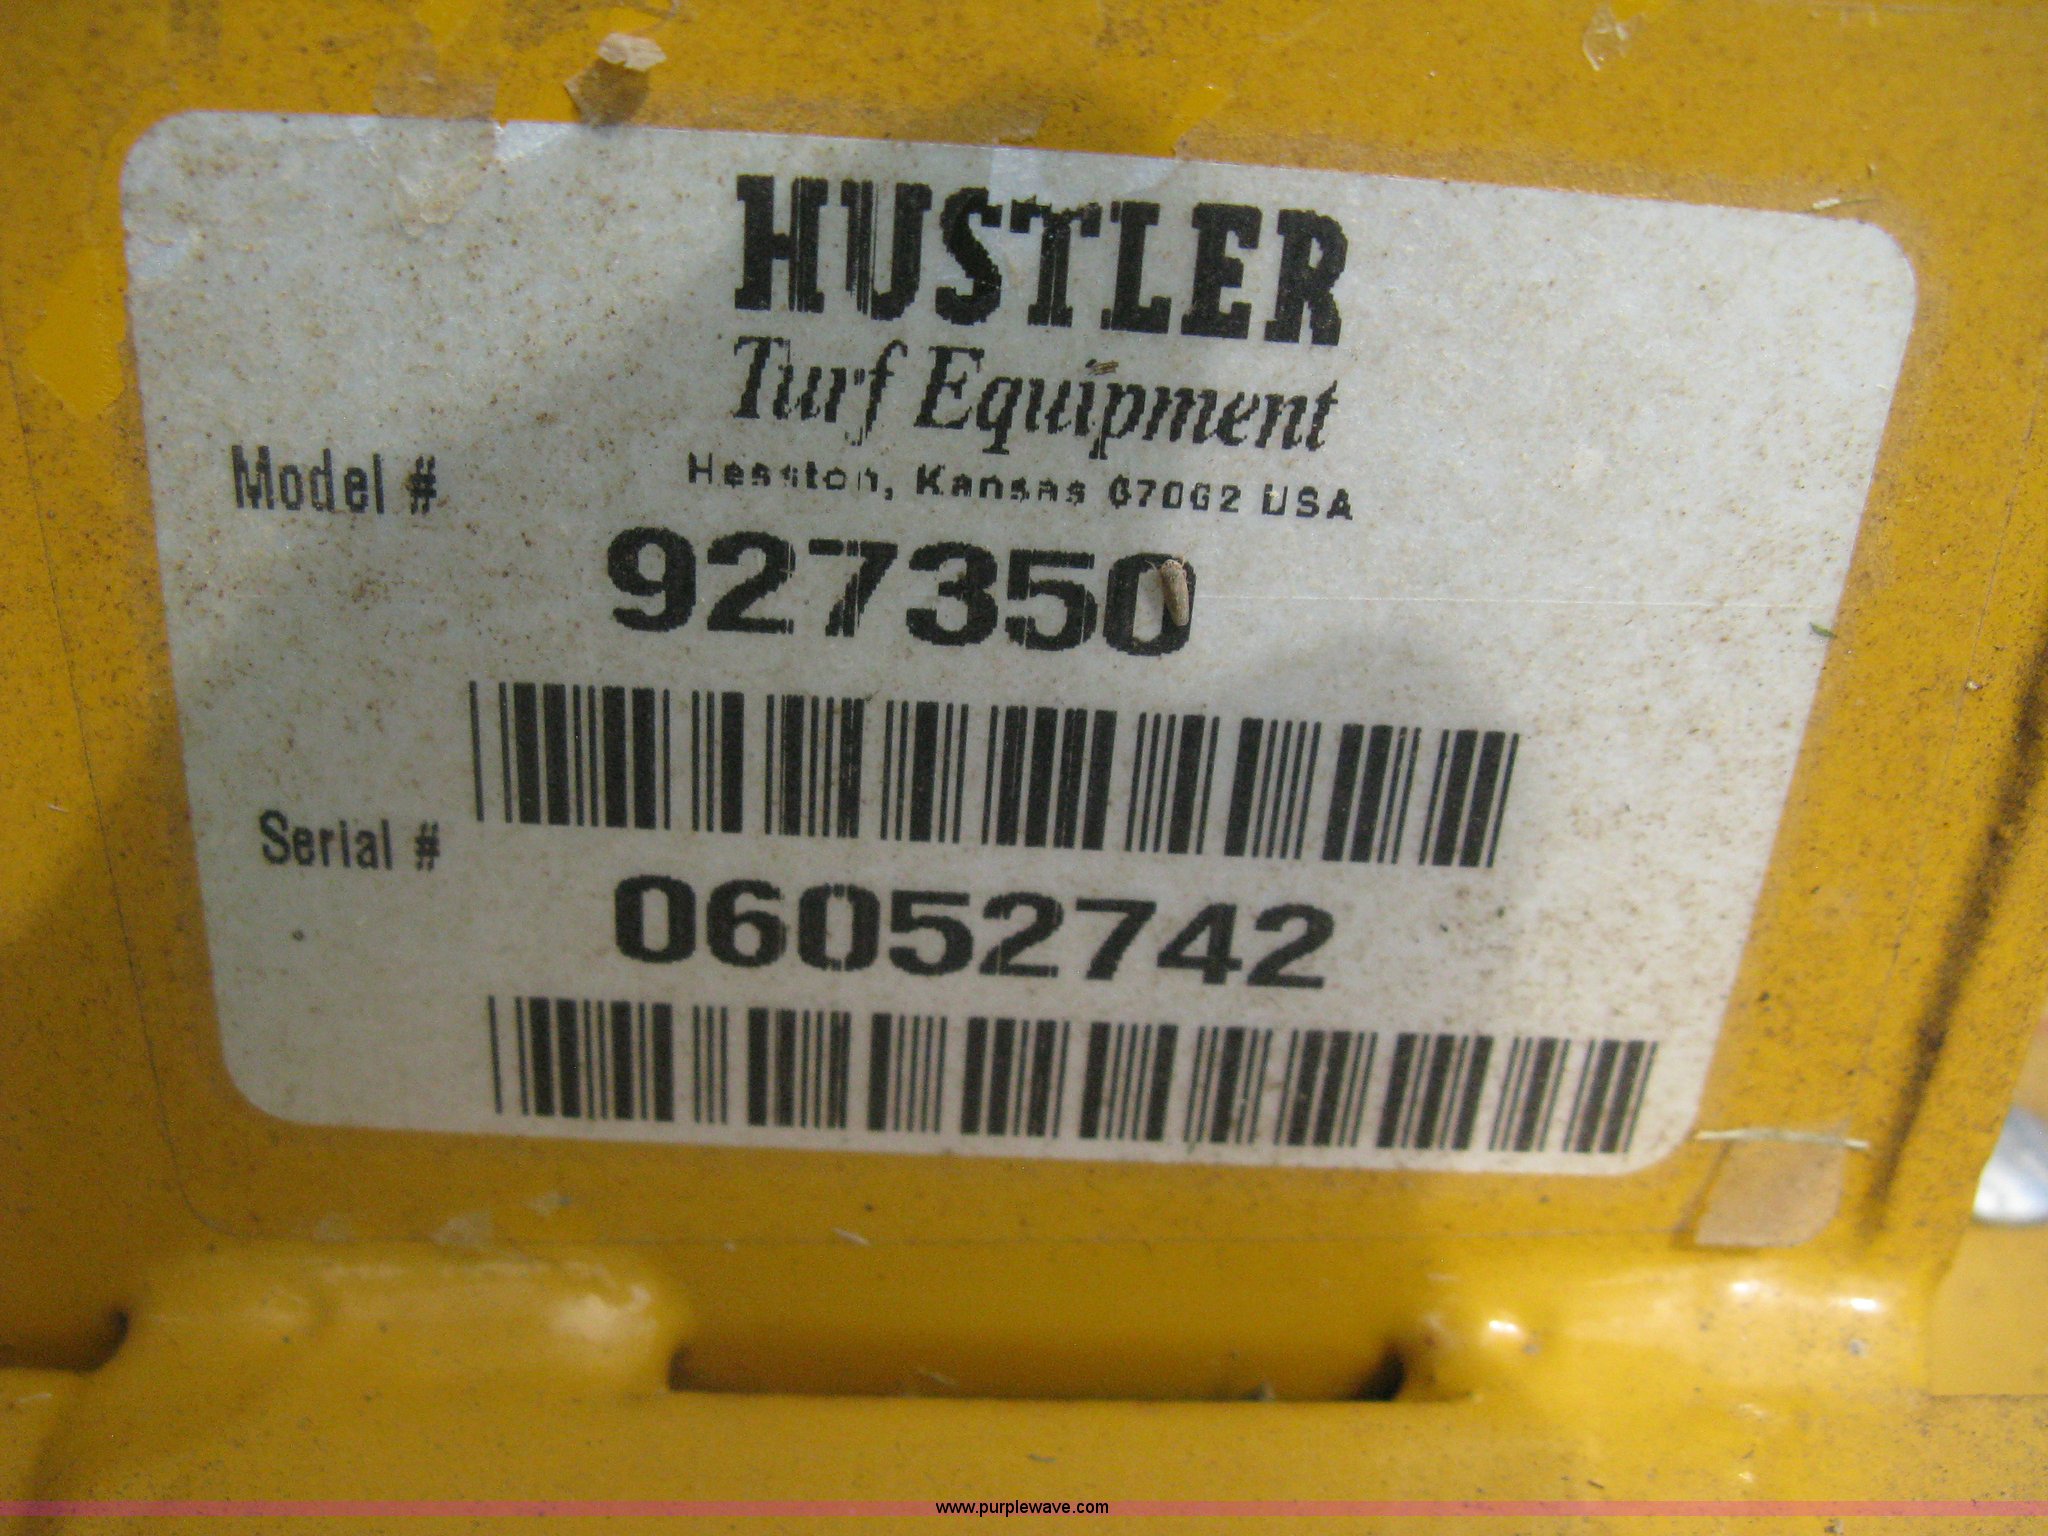 HUSTLER
Turf Equipment
Hesston, Kansas 67062 USA
Model #
927350
Serial #
06052742
www.purplewave.com